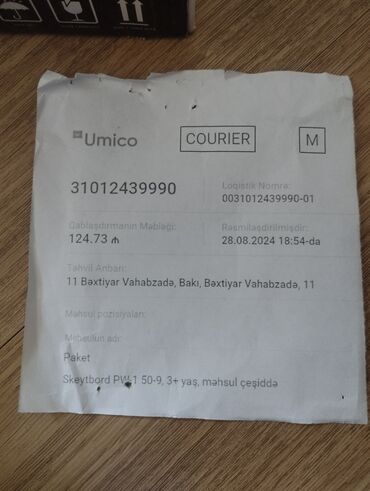 Umico
COURIER
M
31012439990
Logistik Nomrə:
0031012439990-01
Qablaşdırmanın Məbləği:
124.73 ₼
Rəsmiləşdirilmişdir:
28.08.2024 18:54-da
Təhvil Anbarı:
11 Bəxtiyar Vahabzadə, Bakı, Bəxtiyar Vahabzadə, 11
Məhsul pozisiyaları:
Məhsulun adı:
Paket
Skeytbord PW-1 50-9, 3+ yaş, məhsul çeşiddə